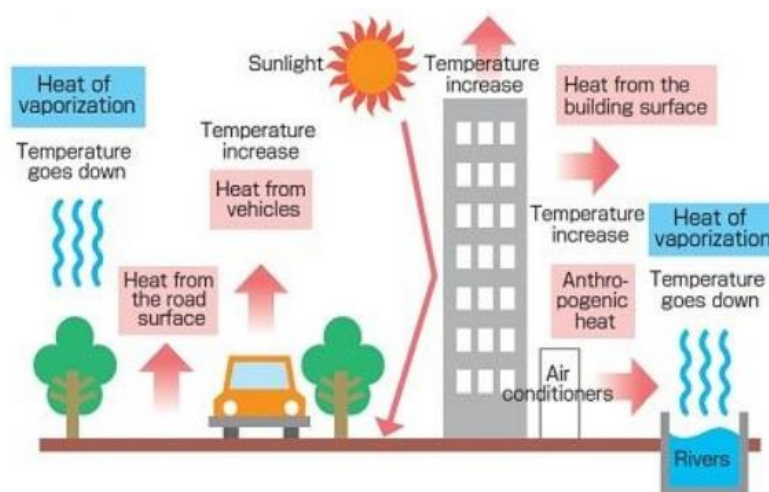 Sunlight
Temperature
increase
Heat of
vaporization
Temperature
goes down
Temperature
increase
Heat from
vehicles
Heat from the
building surface
Temperature
increase
Heat of
vaporization
Heat from
the road
surface
Anthro-
pogenic
heat
Temperature
goes down
Air
conditioners
Rivers